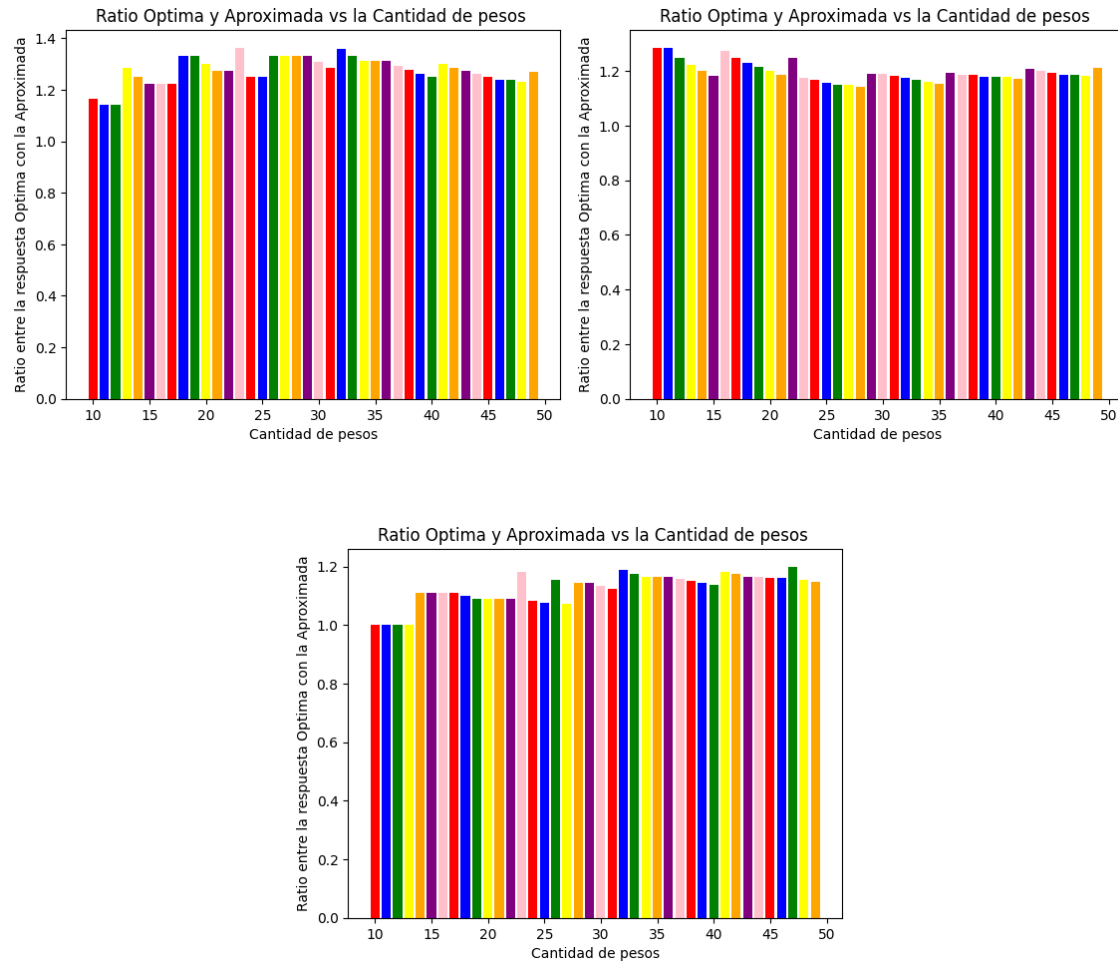 Ratio Optima y Aproximada vs la Cantidad de pesos
Ratio entre la respuesta Optima con la Aproximada
1.4
1.2
1.0
0.8
0.6
0.4
0.2
0.0
10 15 20 25 30 35 40 45 50
Cantidad de pesos
Ratio Optima y Aproximada vs la Cantidad de pesos
Ratio entre la respuesta Optima con la Aproximada
1.2
1.0
0.8
0.6
0.4
0.2
0.0
10 15 20 25 30 35 40 45 50
Cantidad de pesos
Ratio Optima y Aproximada vs la Cantidad de pesos
Ratio entre la respuesta Optima con la Aproximada
1.2
1.0
0.8
0.6
0.4
0.2
0.0
10 15 20 25 30 35 40 45 50
Cantidad de pesos